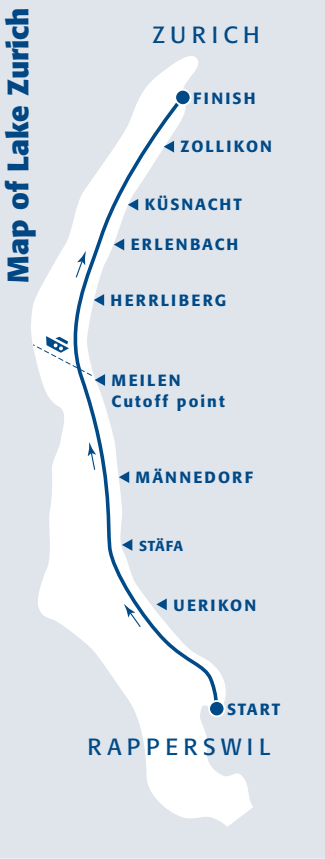 Map of Lake Zurich
ZURICH
FINISH
ZOLLIKON
KÜSNACHT
ERLENBACH
HERRLIBERG
MEILEN
Cutoff point
MÄNNEDORF
STÄFA
UERIKON
START
RAPPERSWIL